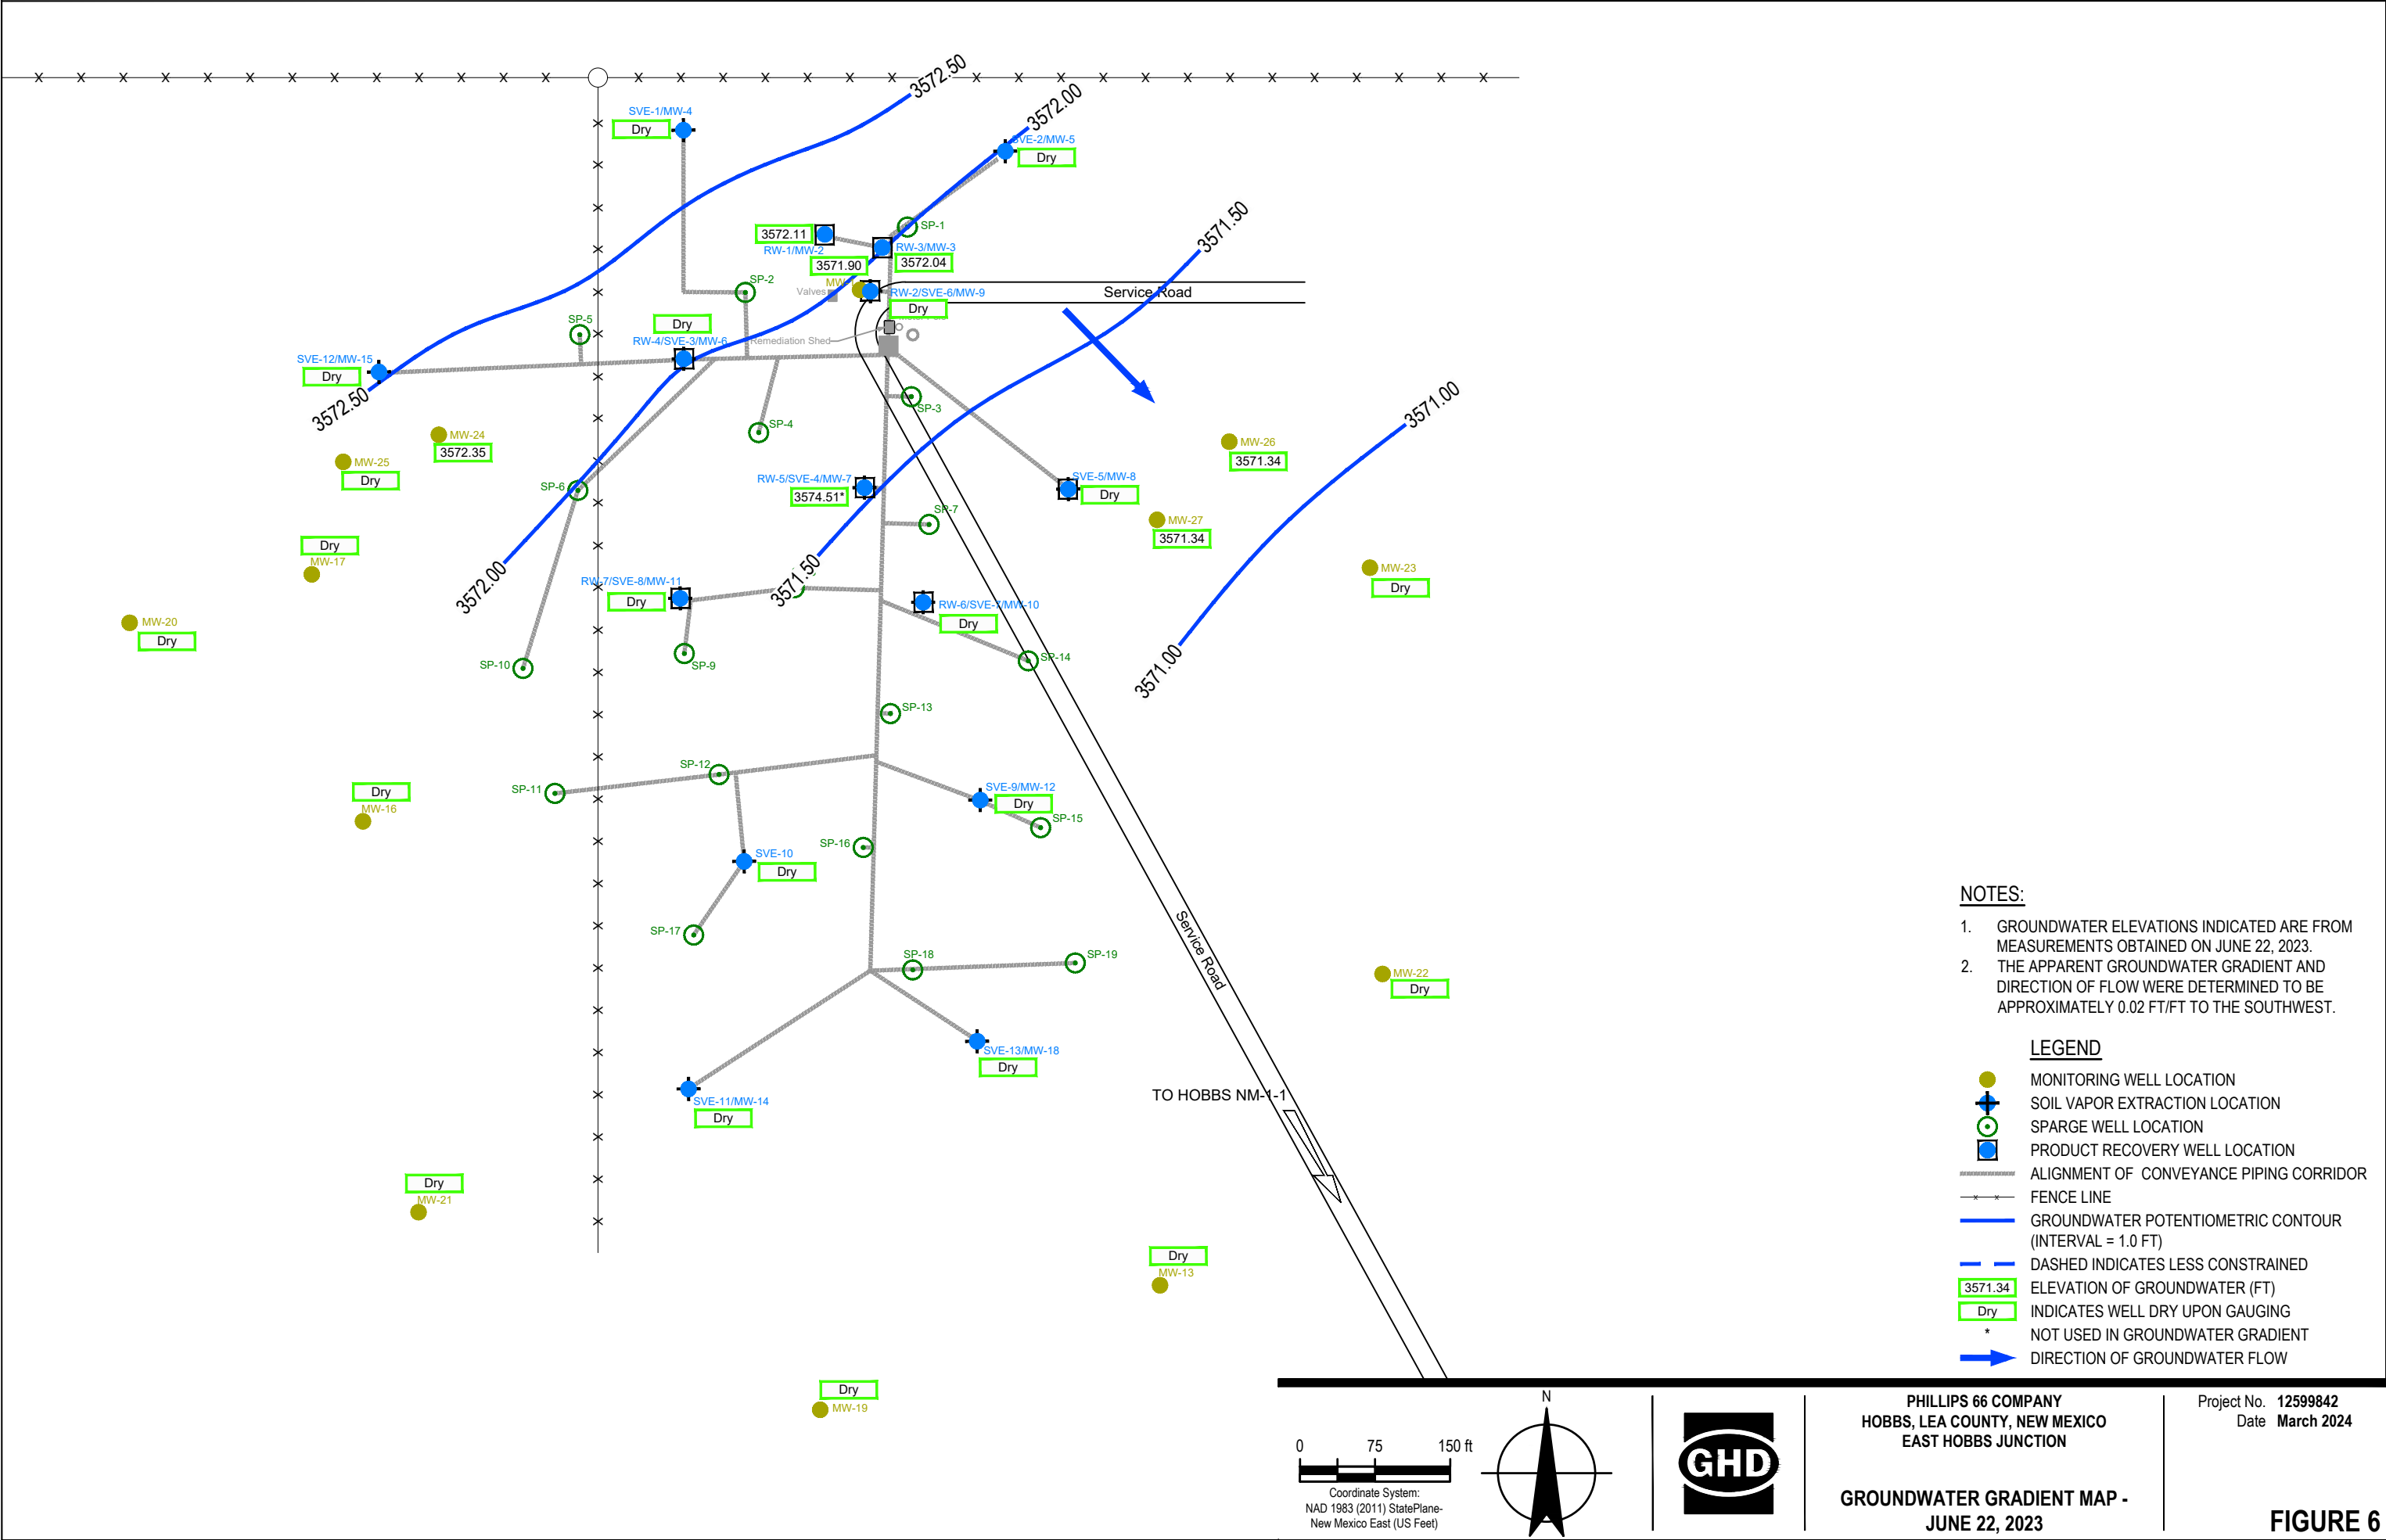 3572.50
3572.00
SVE-1/MW-4
Dry
SVE-2/MW-5
Dry
3571.50
SP-1
3572.11
RW-1/MW-2
RW-3/MW-3
3572.04
3571.90
MW-
SP-2
Valves
RW-2/SVE-6/MW-9
Dry
Service Road
SP-5
Dry
RW-4/SVE-3/MW-6
Remediation Shed
SVE-12/MW-15
Dry
3572.50
SP-3
SP-4
3571.00
MW-24
3572.35
MW-25
Dry
MW-26
3571.34
SP-6
RW-5/SVE-4/MW-7
3574.51*
SVE-5/MW-8
Dry
SP-7
MW-27
3571.34
Dry
MW-17
MW-23
Dry
3572.00
3571.50
RW-7/SVE-8/MW-11
Dry
RW-6/SVE-7/MW-10
Dry
MW-20
Dry
SP-10
SP-9
SP-14
3571.00
SP-13
SP-12
SP-11
Dry
MW-16
SVE-9/MW-12
Dry
SP-15
SP-16
SVE-10
Dry
SP-17
Service Road
SP-18
SP-19
MW-22
Dry
SVE-13/MW-18
Dry
SVE-11/MW-14
Dry
TO HOBBS NM-1-1
Dry
MW-21
Dry
MW-13
Dry
MW-19
NOTES:
1. GROUNDWATER ELEVATIONS INDICATED ARE FROM
MEASUREMENTS OBTAINED ON JUNE 22, 2023.
2. THE APPARENT GROUNDWATER GRADIENT AND
DIRECTION OF FLOW WERE DETERMINED TO BE
APPROXIMATELY 0.02 FT/FT TO THE SOUTHWEST.
LEGEND
MONITORING WELL LOCATION
SOIL VAPOR EXTRACTION LOCATION
SPARGE WELL LOCATION
PRODUCT RECOVERY WELL LOCATION
ALIGNMENT OF CONVEYANCE PIPING CORRIDOR
FENCE LINE
GROUNDWATER POTENTIOMETRIC CONTOUR
(INTERVAL = 1.0 FT)
DASHED INDICATES LESS CONSTRAINED
3571.34 ELEVATION OF GROUNDWATER (FT)
Dry INDICATES WELL DRY UPON GAUGING
* NOT USED IN GROUNDWATER GRADIENT
DIRECTION OF GROUNDWATER FLOW
0 75 150 ft
Coordinate System:
NAD 1983 (2011) StatePlane-
New Mexico East (US Feet)
N
GHD
PHILLIPS 66 COMPANY
HOBBS, LEA COUNTY, NEW MEXICO
EAST HOBBS JUNCTION
GROUNDWATER GRADIENT MAP -
JUNE 22, 2023
Project No. 12599842
Date March 2024
FIGURE 6